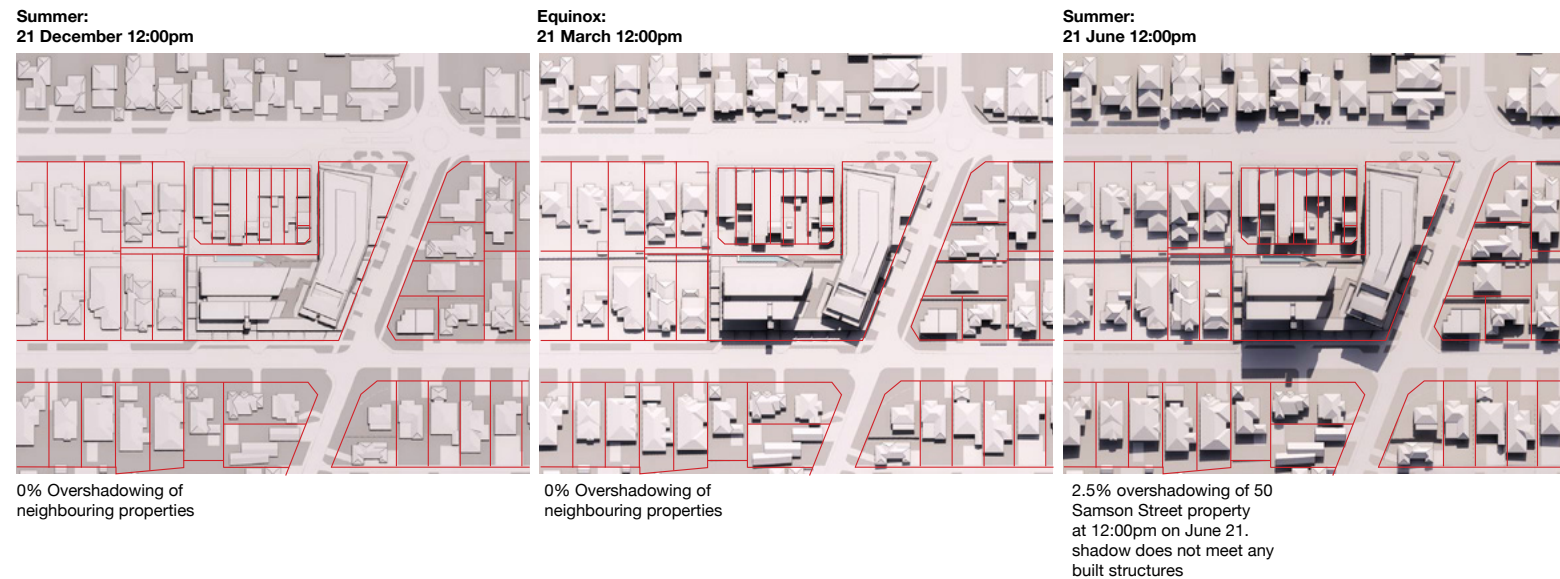 Summer:
21 December 12:00pm
Equinox:
21 March 12:00pm
Summer:
21 June 12:00pm
0% Overshadowing of
neighbouring properties
0% Overshadowing of
neighbouring properties
2.5% overshadowing of 50
Samson Street property
at 12:00pm on June 21.
shadow does not meet any
built structures